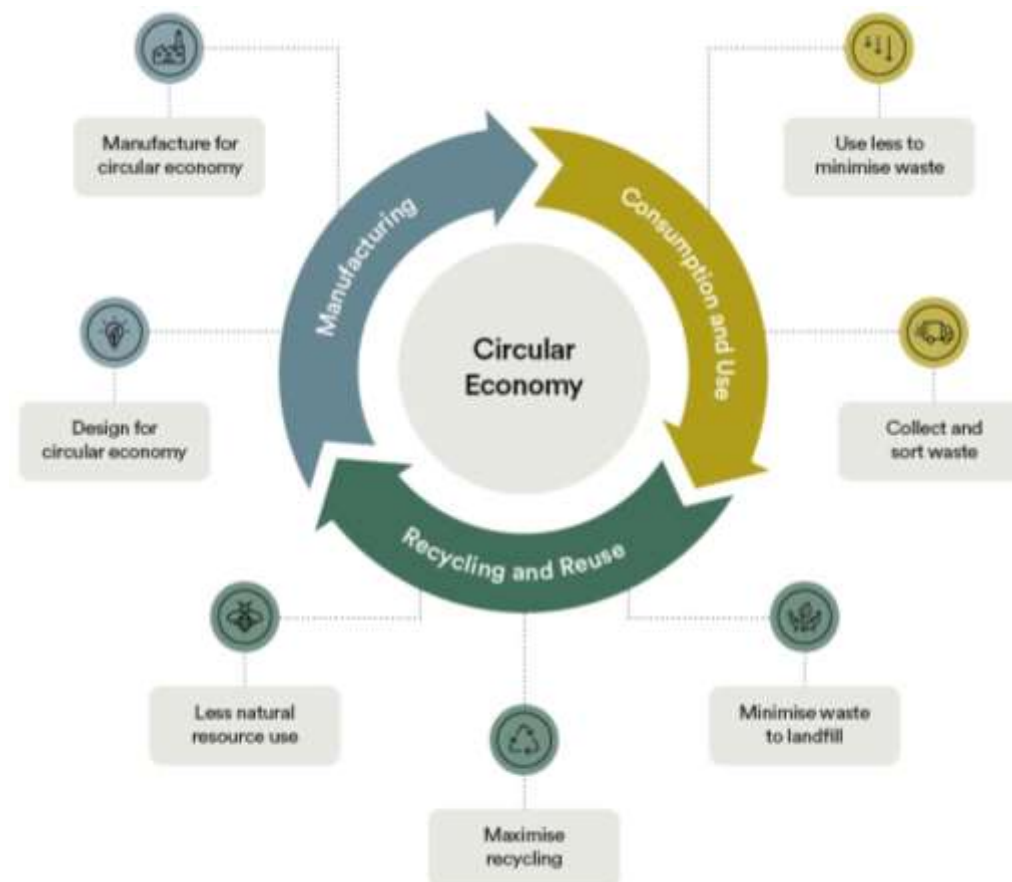 Manufacture for
circular economy
Use less to
minimise waste
Manufacturing
Consumption and Use
Circular
Economy
Design for
circular economy
Collect and
sort waste
Recycling and Reuse
Less natural
resource use
Minimise waste
to landfill
Maximise
recycling